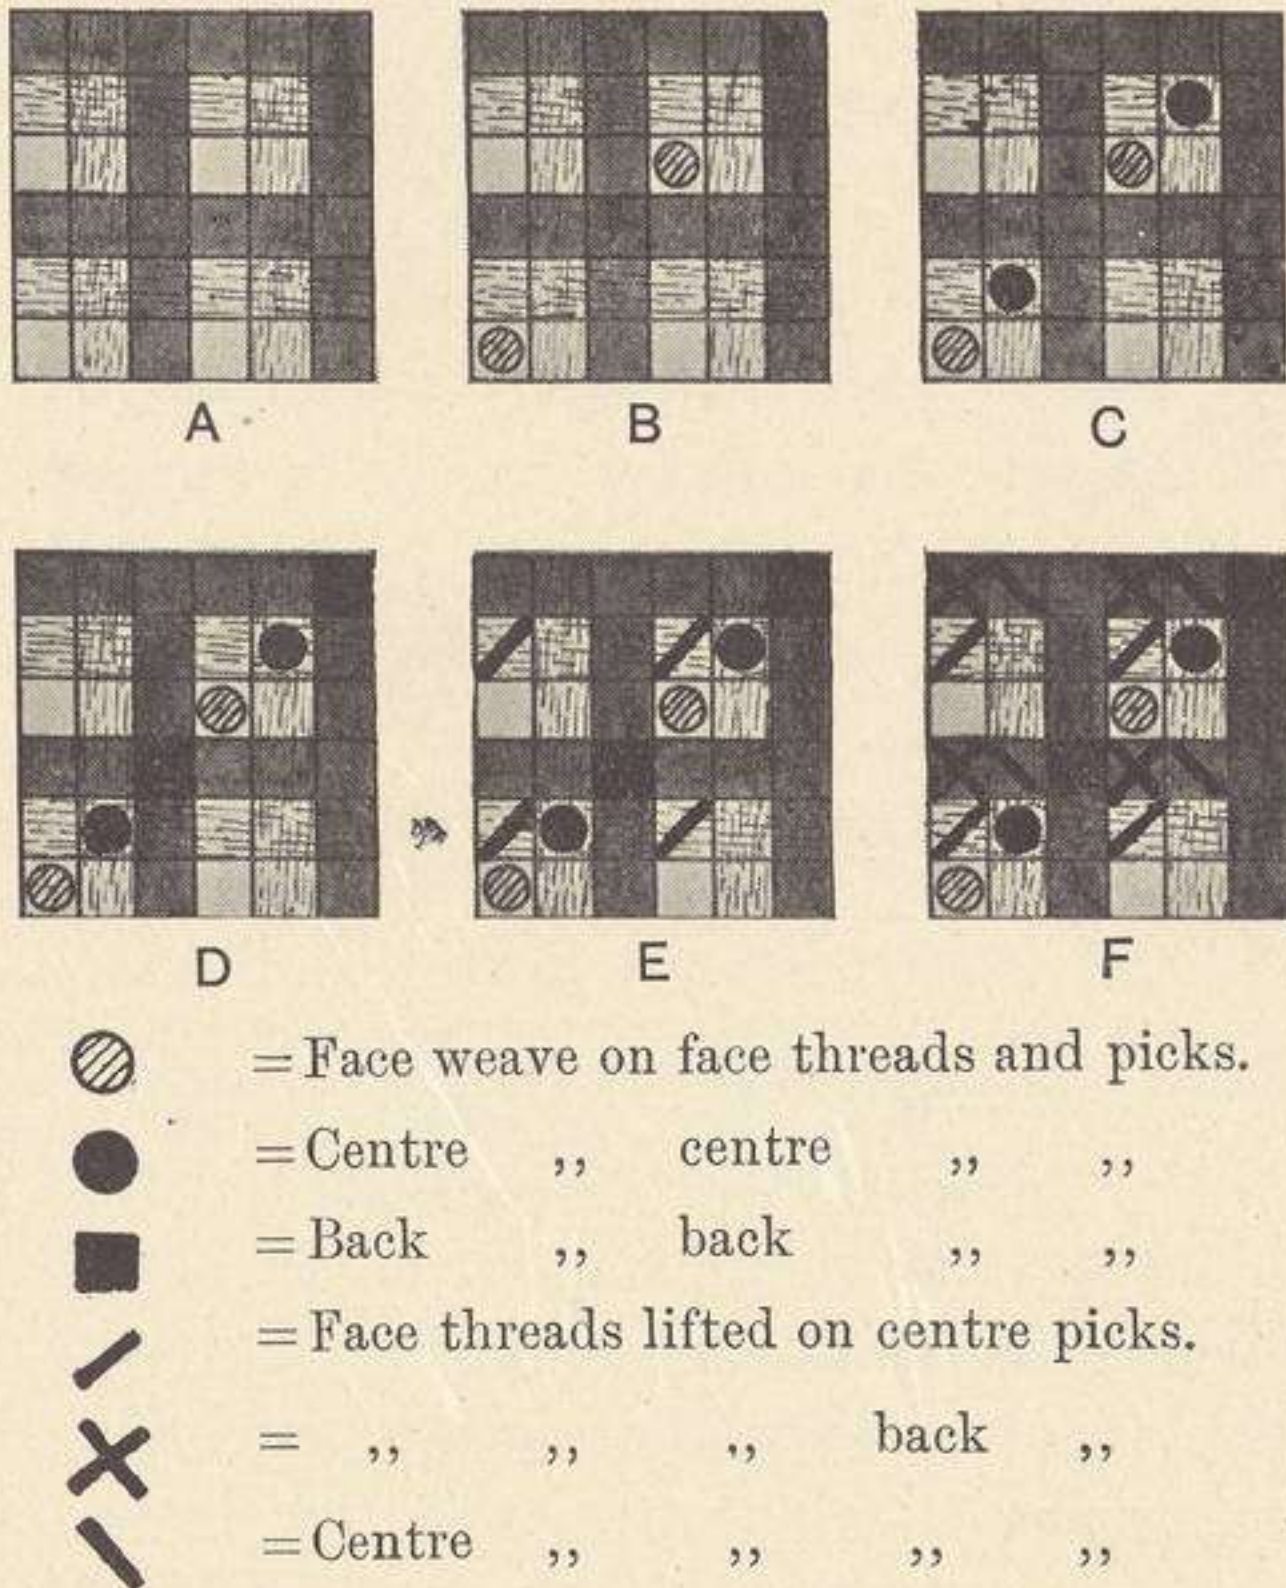 A B C
D E F
= Face weave on face threads and picks.
= Centre ,, centre ,, ,,
= Back ,, back ,, ,,
= Face threads lifted on centre picks.
= ,, ,, ,, back ,,
= Centre ,, ,, ,, ,,